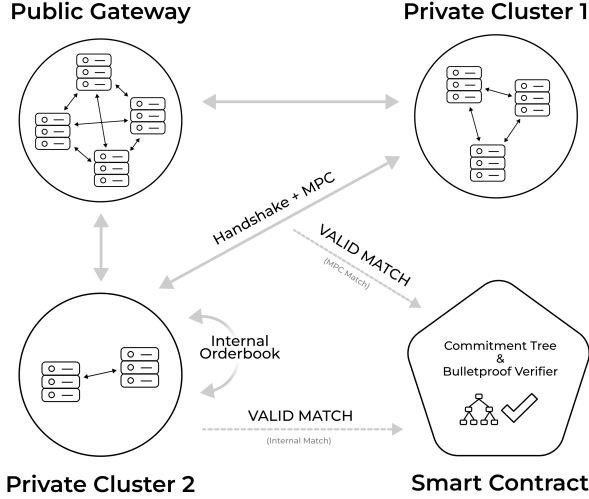 Public Gateway
Private Cluster 1
Handshake + MPC
VALID MATCH
(MPC Match)
Internal
Orderbook
Commitment Tree
&
Bulletproof Verifier
VALID MATCH
(Internal Match)
Private Cluster 2
Smart Contract